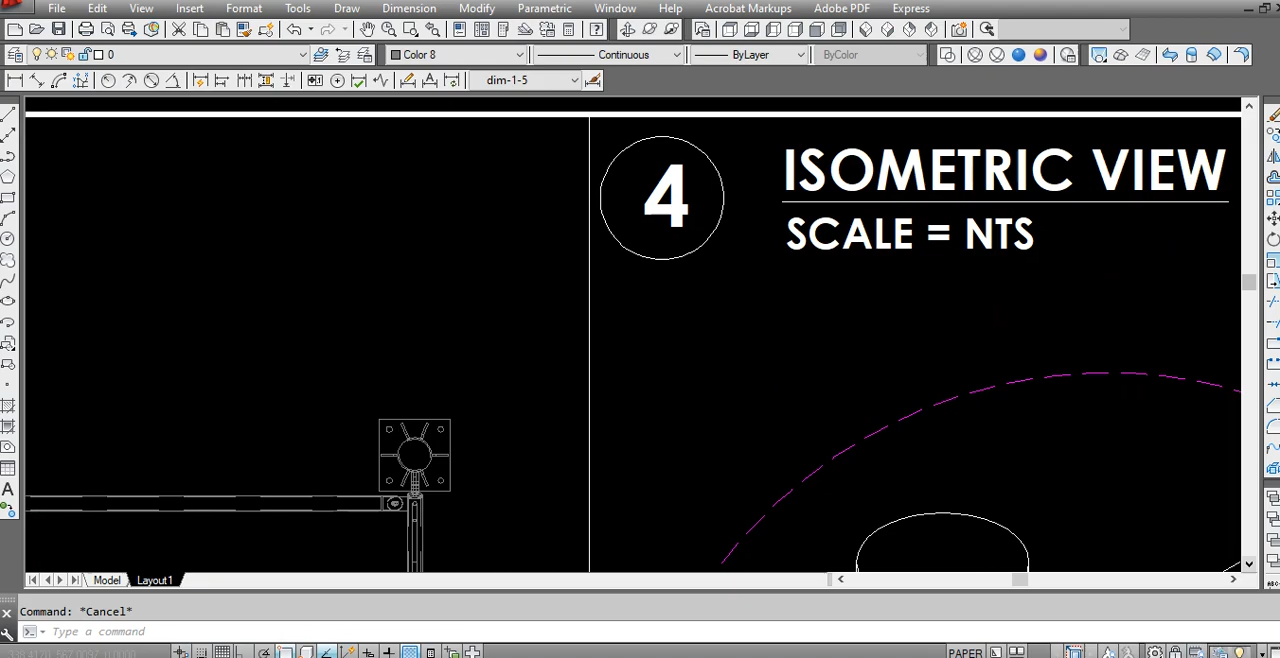 File Edit View Insert Format Tools Draw Dimension Modify Parametric Window Help Acrobat Markups Adobe PDF Express
0 Color 8 Continuous ByLayer ByColor
dim-1-5
4
ISOMETRIC VIEW
SCALE = NTS
A
Model Layout1
Command: *Cancel*
Type a command
PAPER